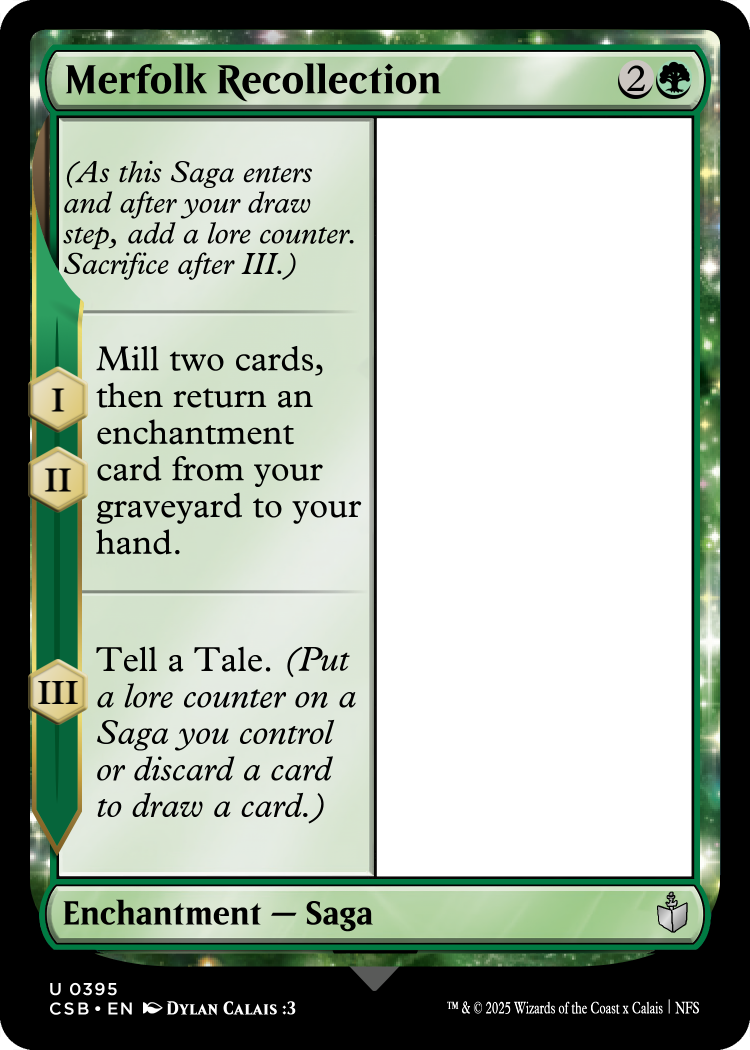 Merfolk Recollection 2
(As this Saga enters
and after your draw
step, add a lore counter.
Sacrifice after III.)
I
II
Mill two cards,
then return an
enchantment
card from your
graveyard to your
hand.
III
Tell a Tale. (Put
a lore counter on a
Saga you control
or discard a card
to draw a card.)
Enchantment — Saga
U 0395
CSB • EN Dylan Calais :3
™ & © 2025 Wizards of the Coast x Calais | NFS